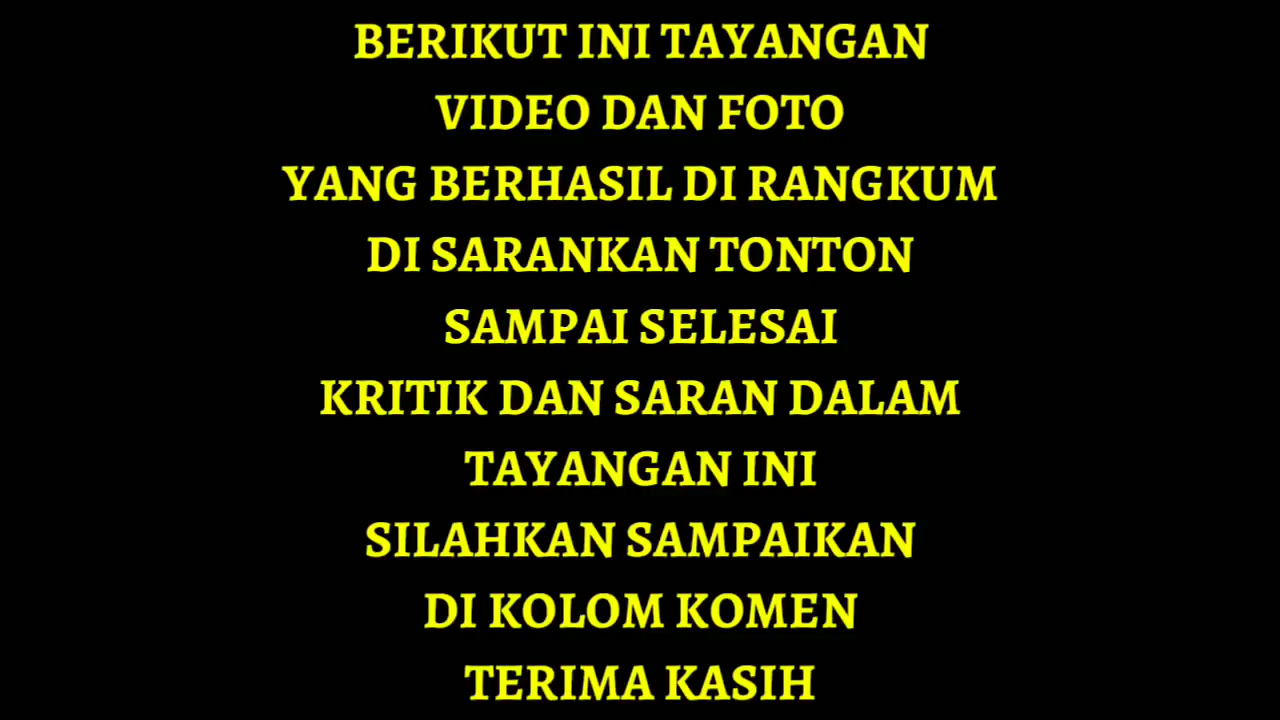 BERIKUT INI TAYANGAN
VIDEO DAN FOTO
YANG BERHASIL DI RANGKUM
DI SARANKAN TONTON
SAMPAI SELESAI
KRITIK DAN SARAN DALAM
TAYANGAN INI
SILAHKAN SAMPAIKAN
DI KOLOM KOMEN
TERIMA KASIH